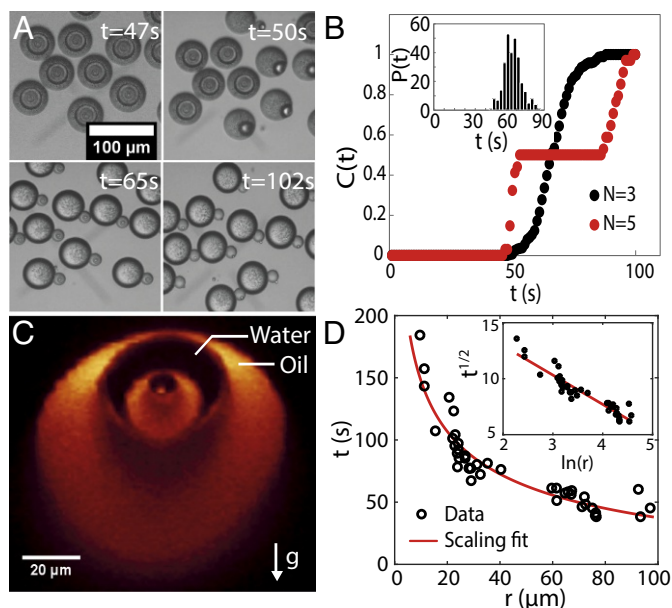 A
t=47s
t=50s
100 µm
t=65s
t=102s
B
C(t)
1
0.8
0.6
0.4
0.2
0
0
50
100
t (s)
N=3
N=5
P(t)
60
40
20
0
0
30
60
90
t (s)
C
Water
Oil
20 µm
g
D
t (s)
200
150
100
50
0
0
20
40
60
80
100
r (µm)
Data
Scaling fit
t1/2
15
10
5
2
3
4
5
ln(r)